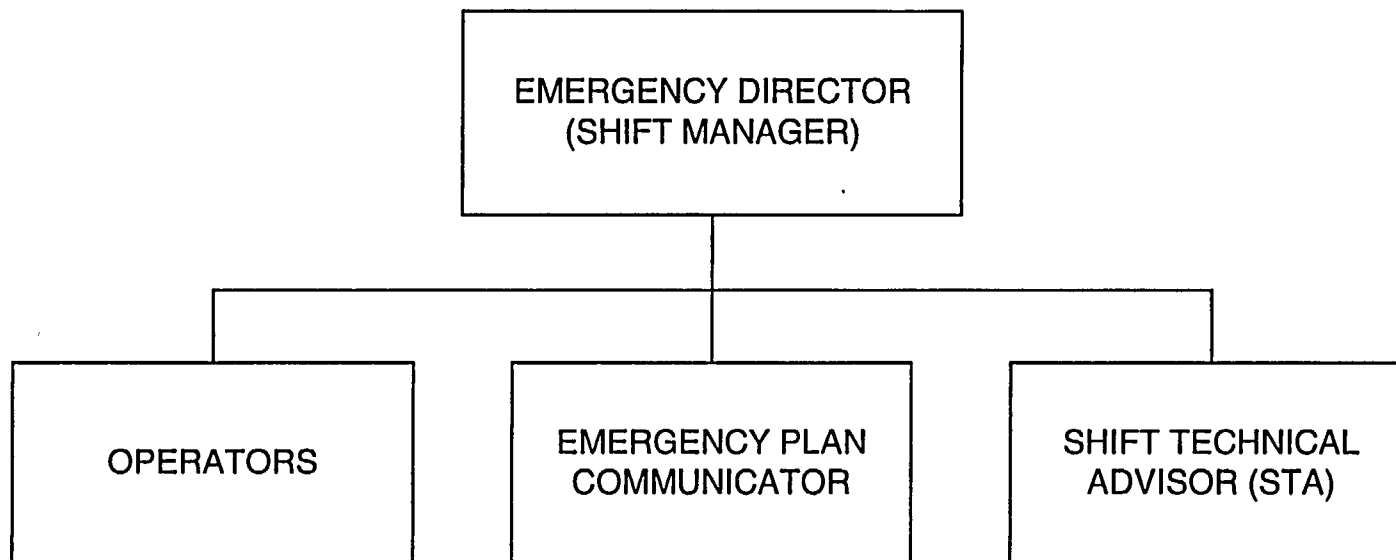 EMERGENCY DIRECTOR
(SHIFT MANAGER)
OPERATORS
EMERGENCY PLAN
COMMUNICATOR
SHIFT TECHNICAL
ADVISOR (STA)